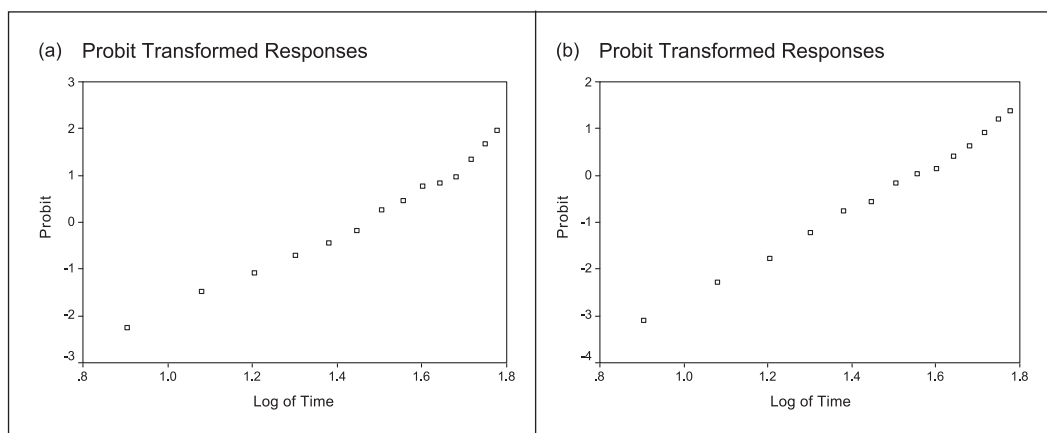 (a) Probit Transformed Responses
3
2
1
0
-1
-2
-3
Probit
.8 1.0 1.2 1.4 1.6 1.8
Log of Time
(b) Probit Transformed Responses
2
1
0
-1
-2
-3
-4
Probit
.8 1.0 1.2 1.4 1.6 1.8
Log of Time